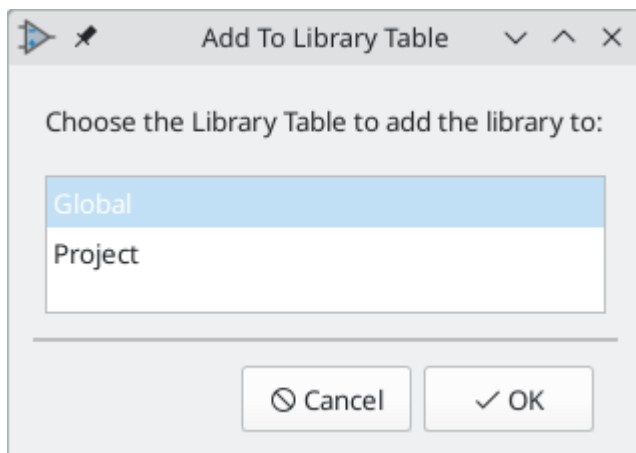 Add To Library Table
Choose the Library Table to add the library to:
Global
Project
Cancel
OK